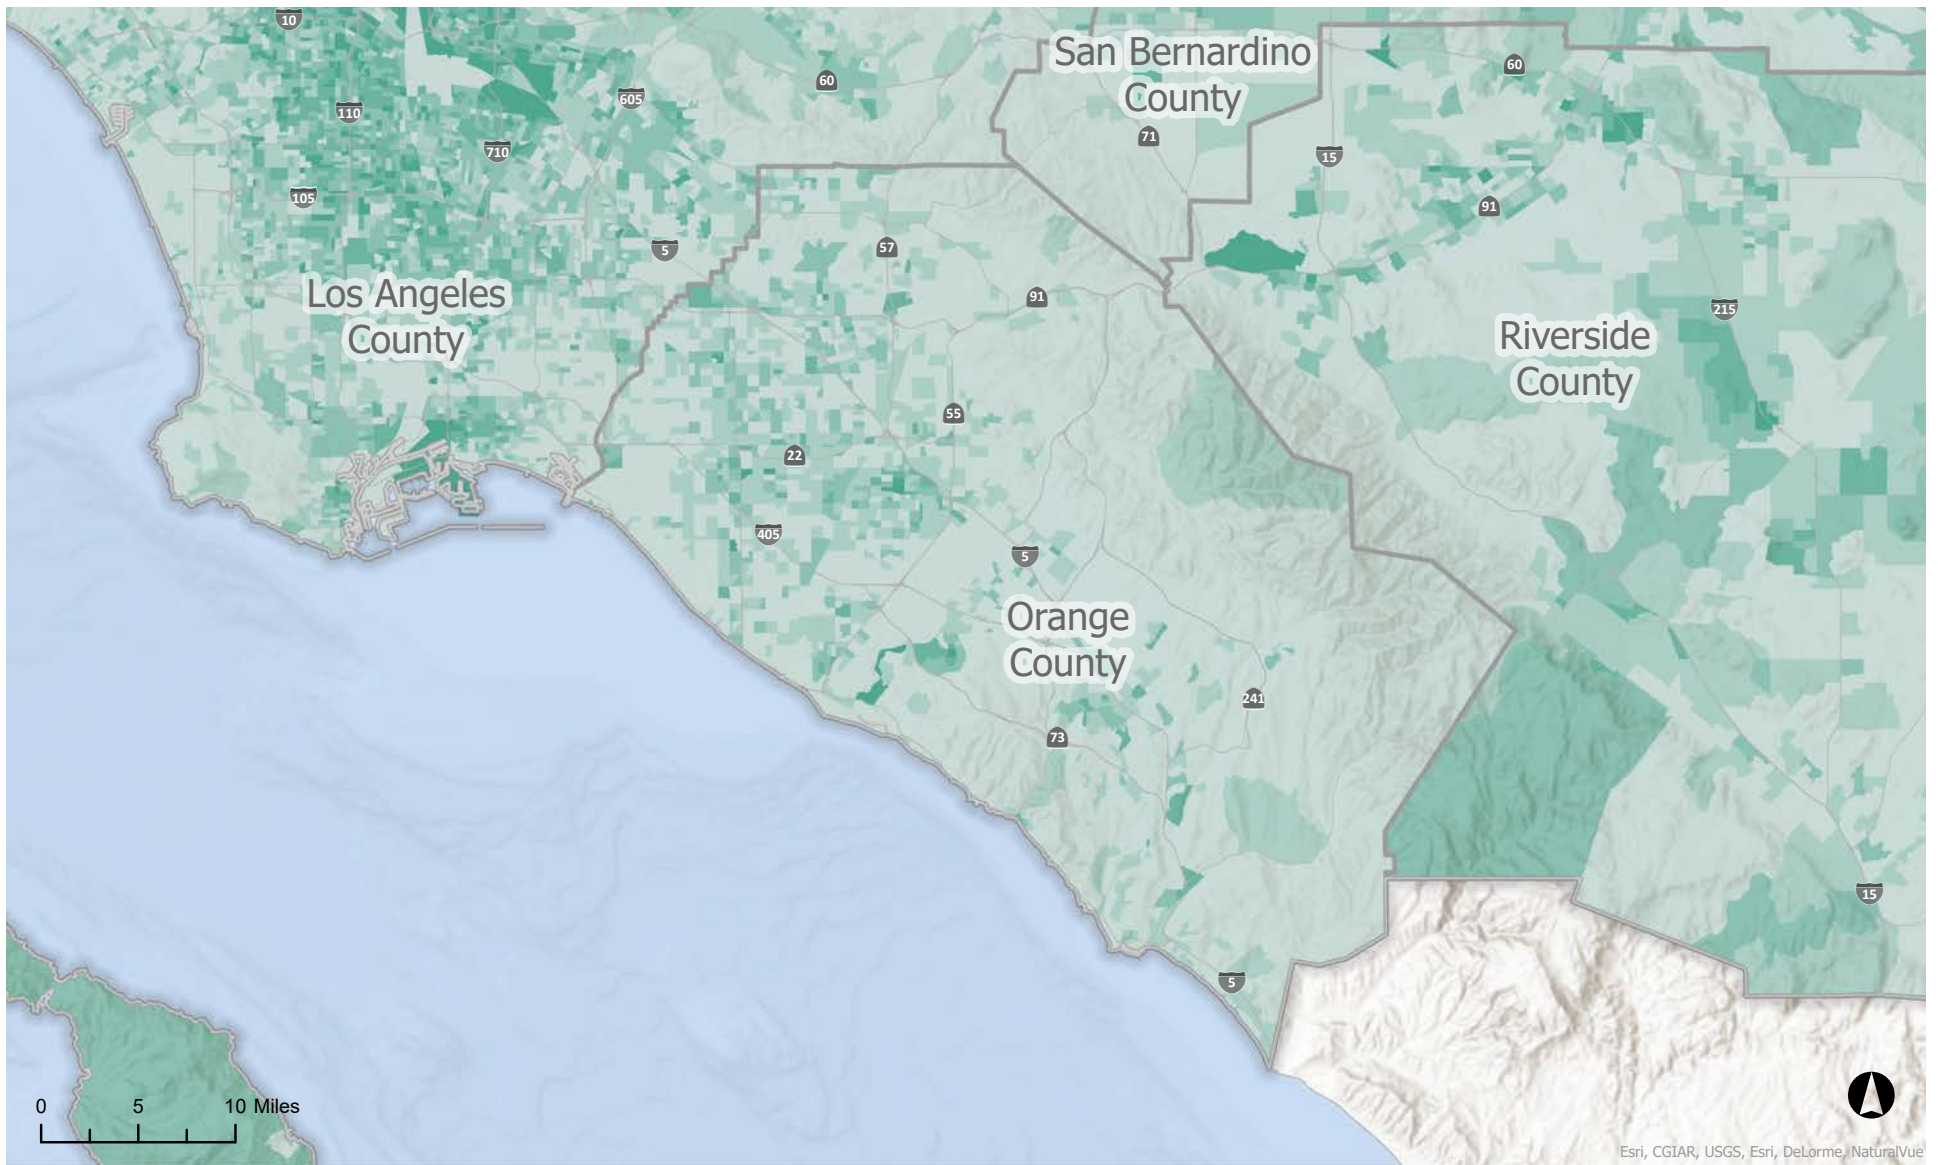 10
San Bernardino
County
60
60
605
110
71
710
15
105
91
5
57
Los Angeles
County
91
215
Riverside
County
55
22
405
5
Orange
County
241
73
15
5
0 5 10 Miles
Esri, CGIAR, USGS, Esri, DeLorme, NaturalVue